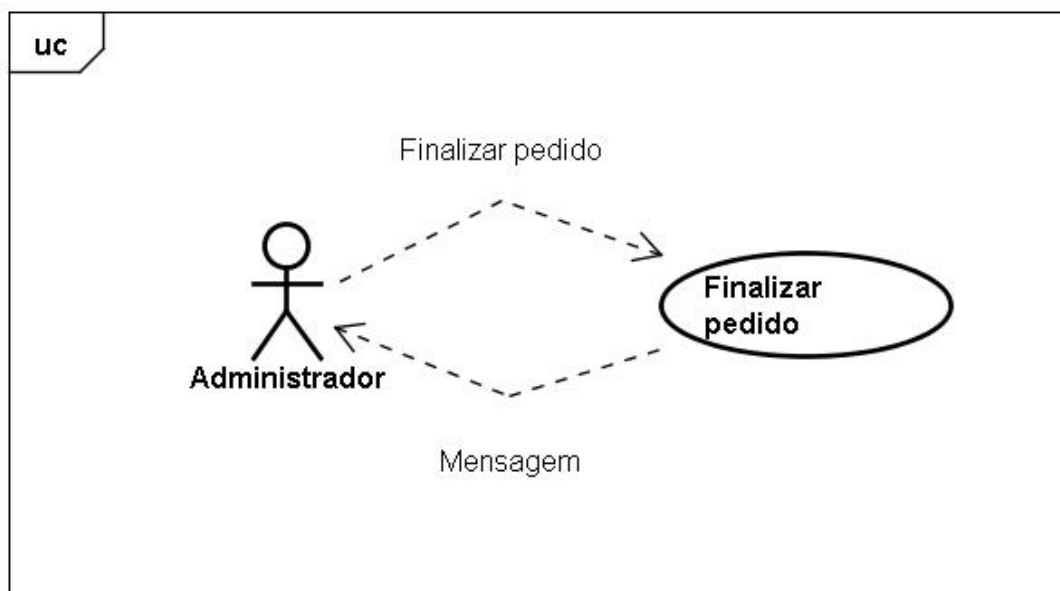 uc
Finalizar pedido
Finalizar
pedido
Administrador
Mensagem